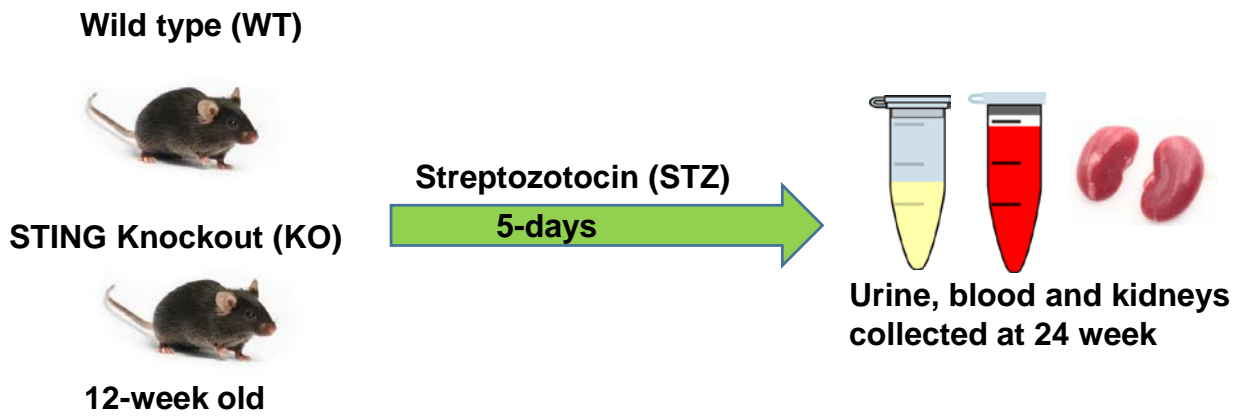 Wild type (WT)
STING Knockout (KO)
12-week old
Streptozotocin (STZ)
5-days
Urine, blood and kidneys
collected at 24 week